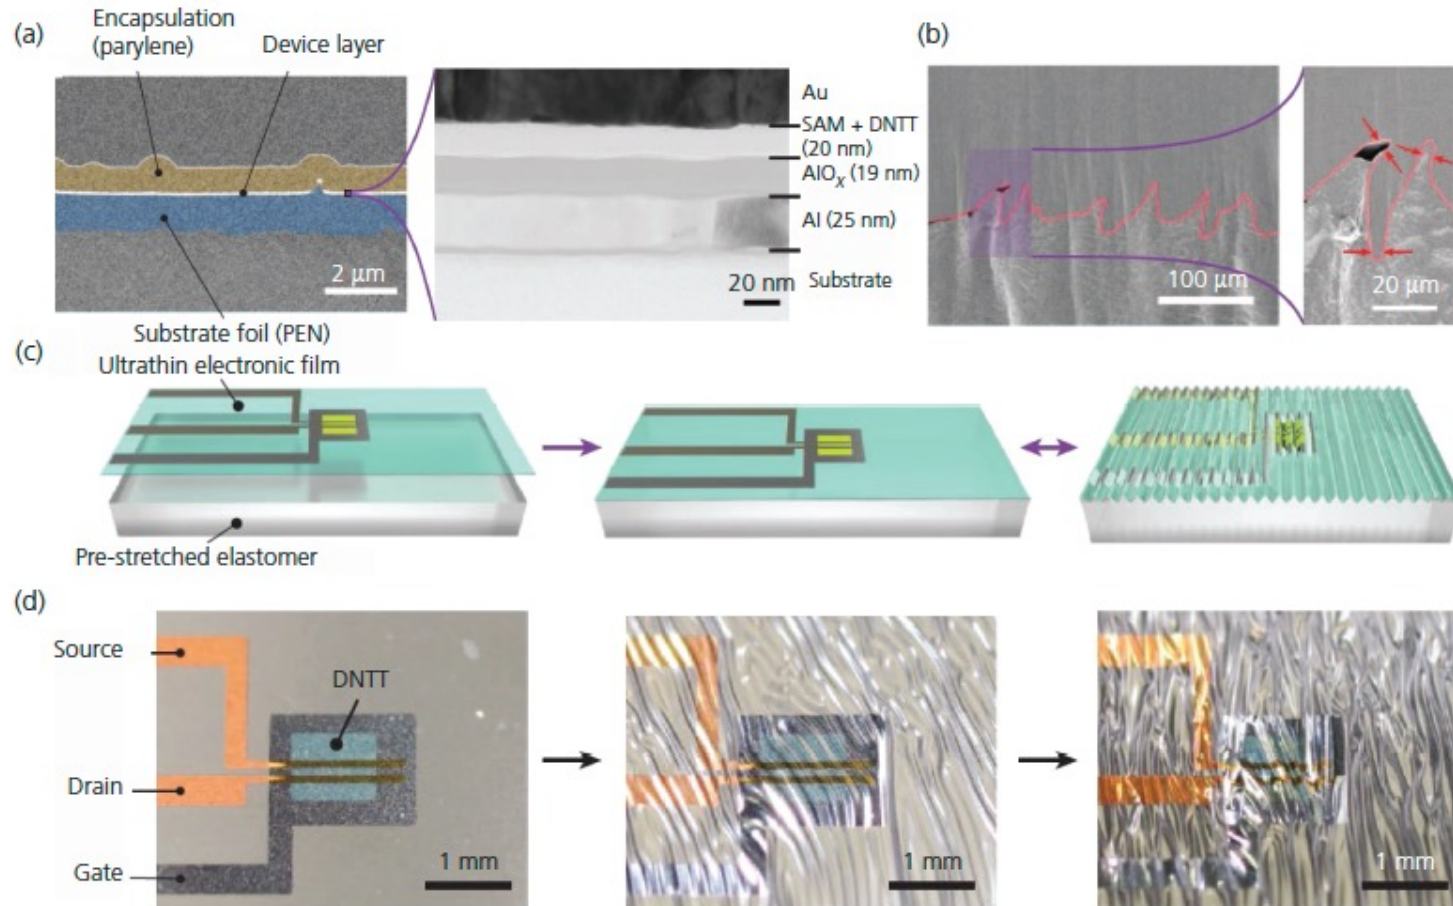 (a)
Encapsulation
(parylene)
Device layer
2 µm
Substrate foil (PEN)
Au
SAM + DNTT
(20 nm)
AlOₓ (19 nm)
Al (25 nm)
20 nm
Substrate
(b)
100 µm
20 µm
(c)
Ultrathin electronic film
Pre-stretched elastomer
(d)
Source
DNTT
Drain
Gate
1 mm
1 mm
1 mm